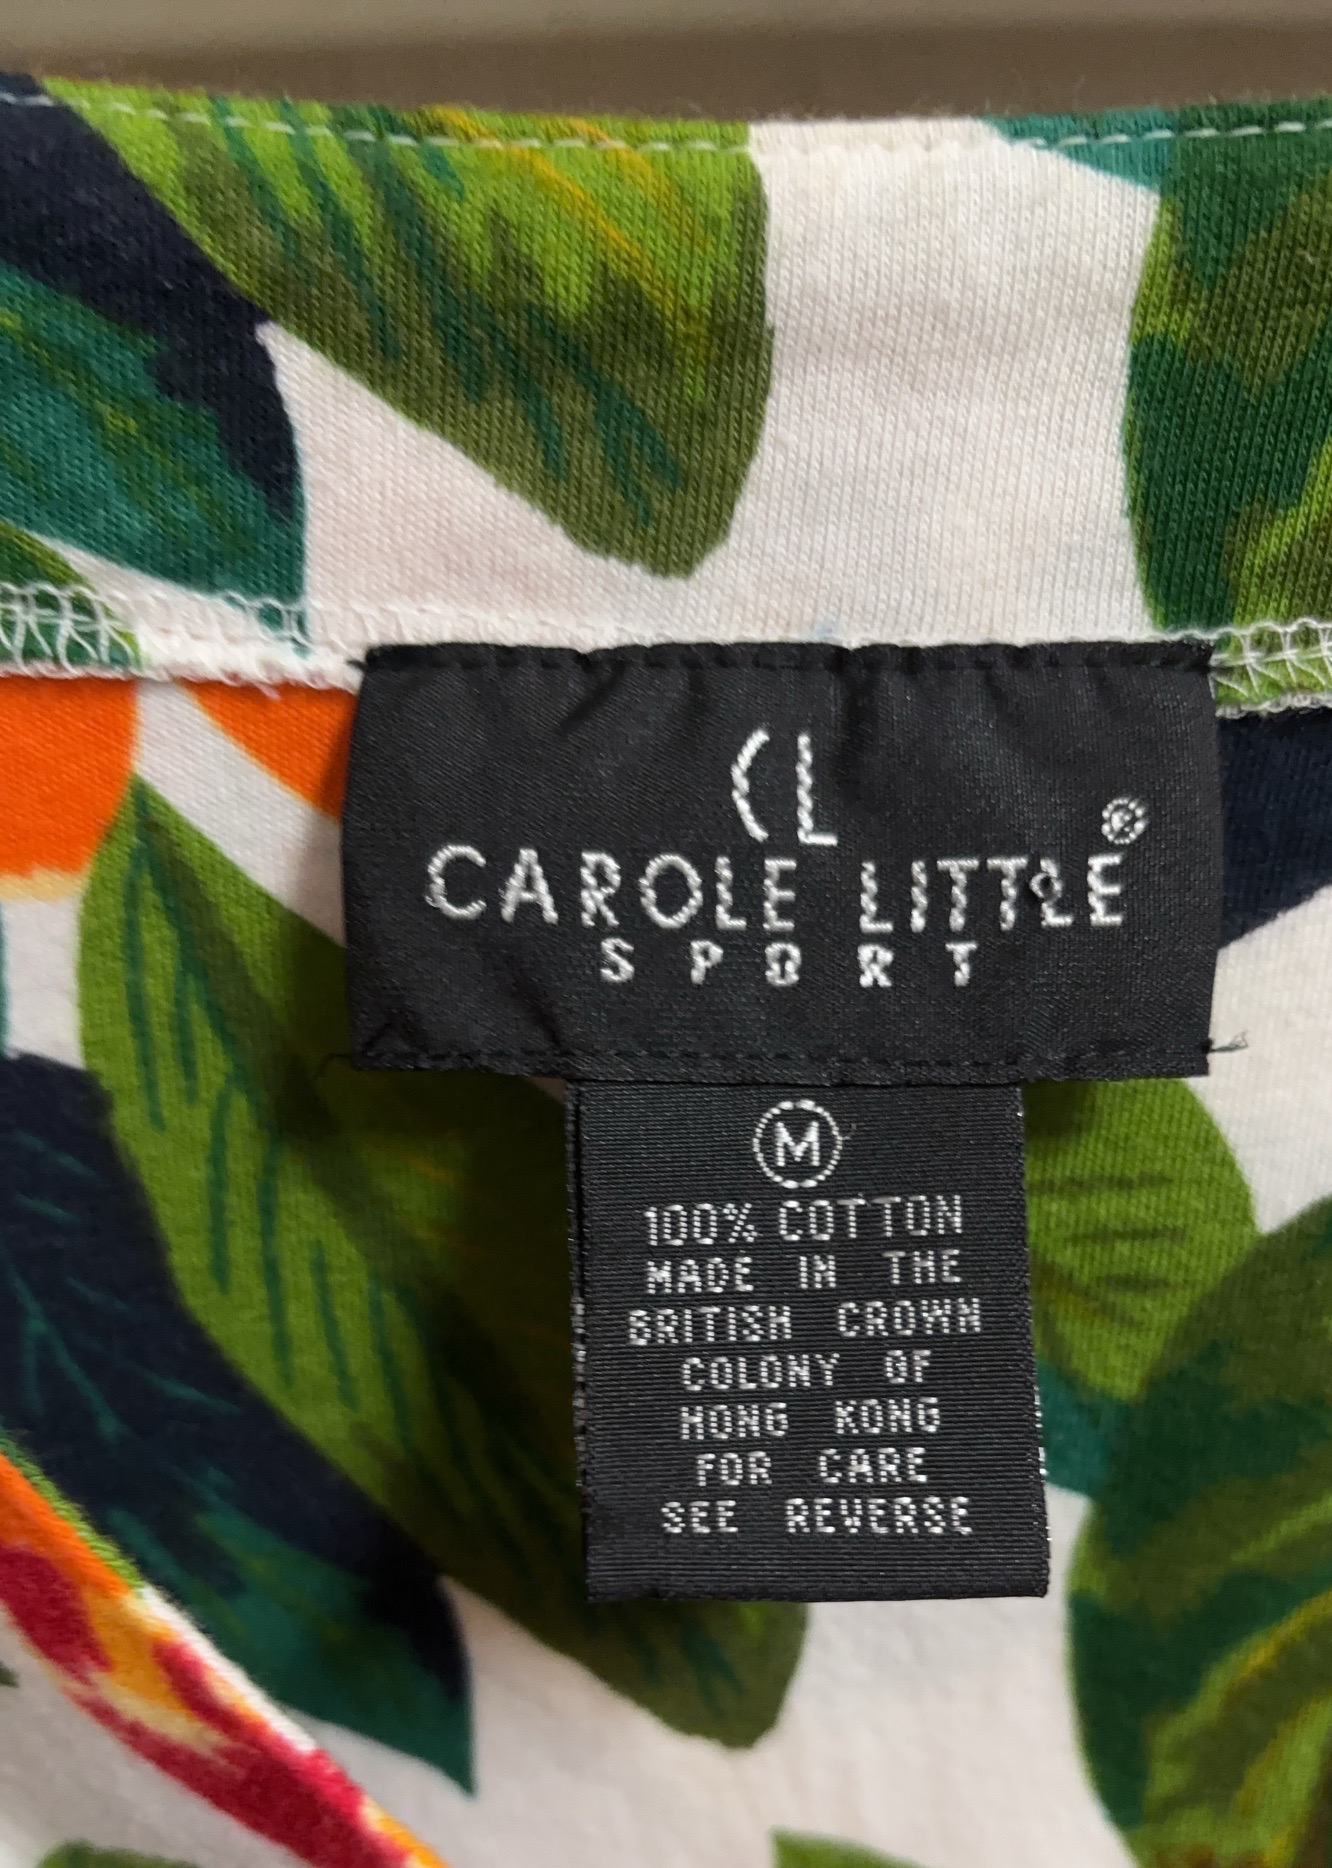 CL
CAROLE LITTLE®
SPORT
M
100% COTTON
MADE IN THE
BRITISH CROWN
COLONY OF
HONG KONG
FOR CARE
SEE REVERSE